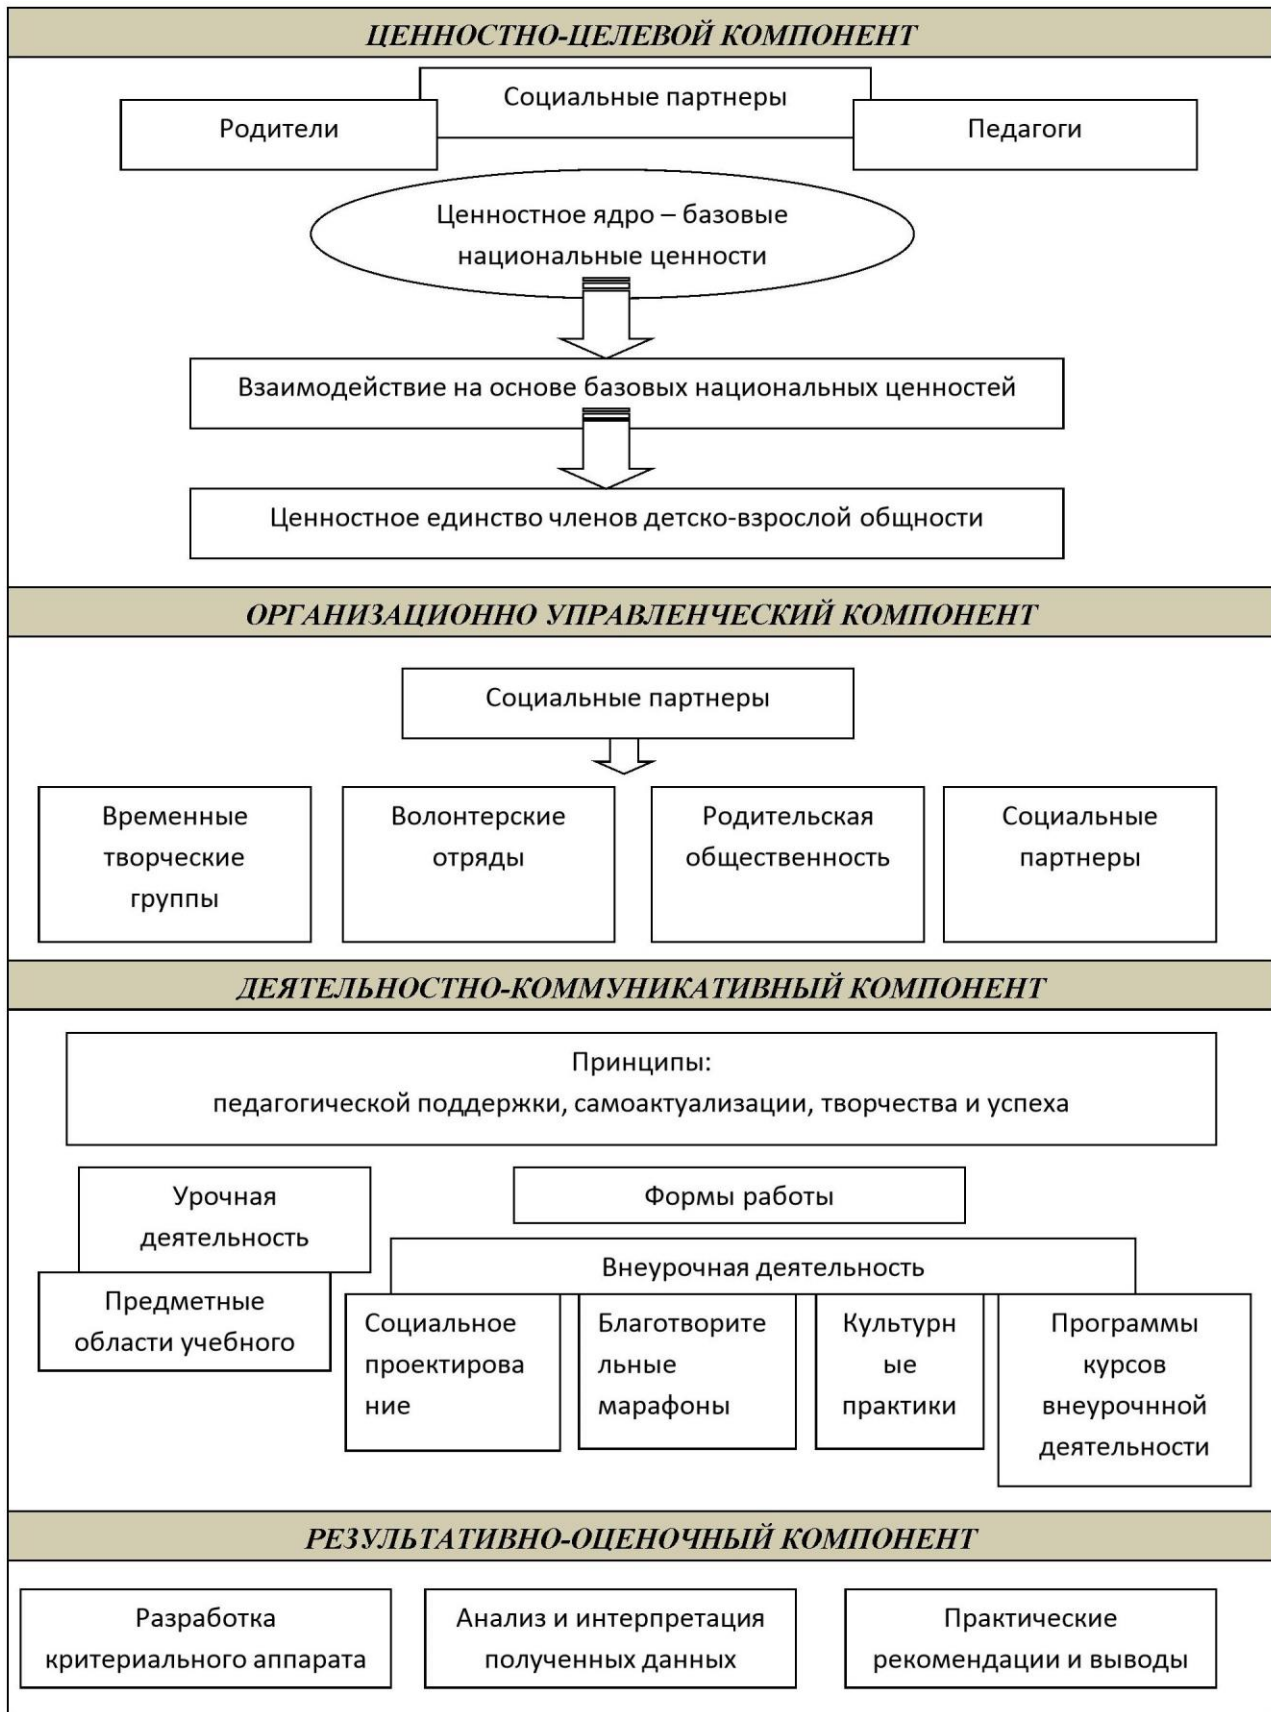 ЦЕННОСТНО-ЦЕЛЕВОЙ КОМПОНЕНТ
Социальные партнеры
Родители
Педагоги
Ценностное ядро – базовые
национальные ценности
Взаимодействие на основе базовых национальных ценностей
Ценностное единство членов детско-взрослой общности
ОРГАНИЗАЦИОННО УПРАВЛЕНЧЕСКИЙ КОМПОНЕНТ
Социальные партнеры
Временные
творческие
группы
Волонтерские
отряды
Родительская
общественность
Социальные
партнеры
ДЕЯТЕЛЬНОСТНО-КОММУНИКАТИВНЫЙ КОМПОНЕНТ
Принципы:
педагогической поддержки, самоактуализации, творчества и успеха
Урочная
деятельность
Формы работы
Внеурочная деятельность
Предметные
области учебного
Социальное
проектирова
ние
Благотворите
льные
марафоны
Культурн
ые
практики
Программы
курсов
внеурочнной
деятельности
РЕЗУЛЬТАТИВНО-ОЦЕНОЧНЫЙ КОМПОНЕНТ
Разработка
критериального аппарата
Анализ и интерпретация
полученных данных
Практические
рекомендации и выводы